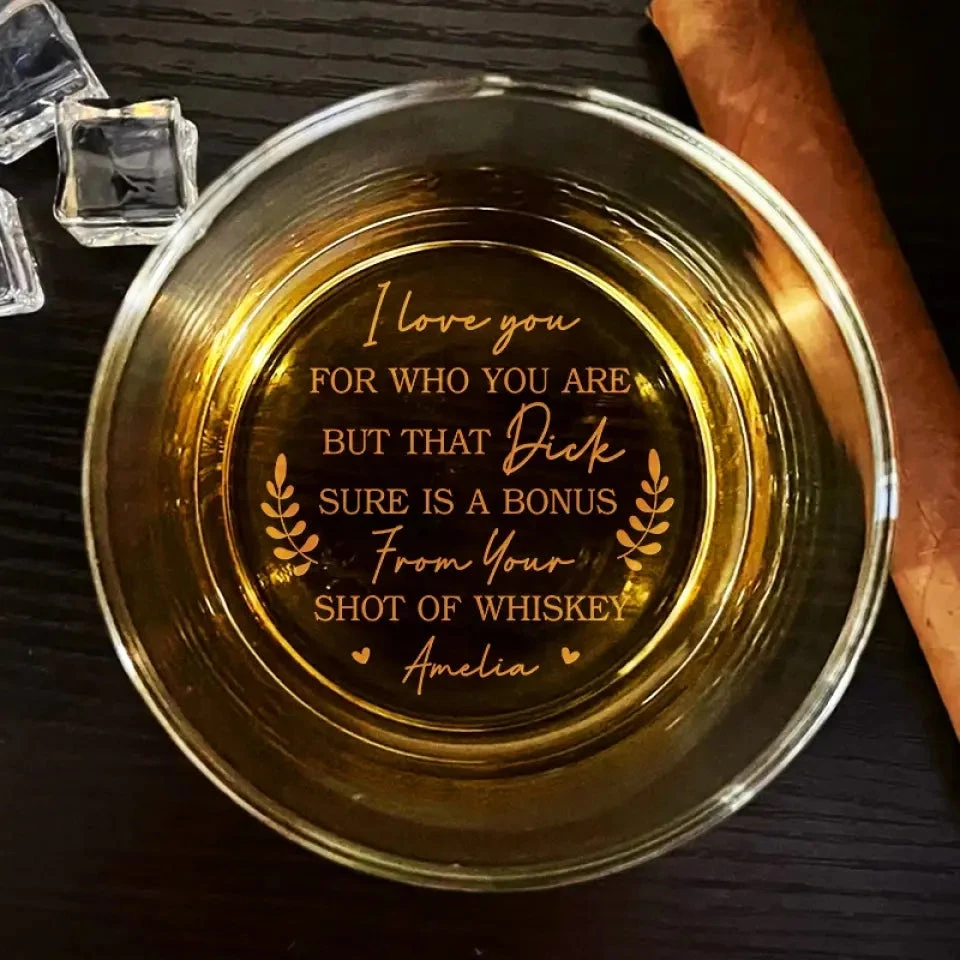 I love you
FOR WHO YOU ARE
BUT THAT Dick
SURE IS A BONUS
From Your
SHOT OF WHISKEY
Amelia